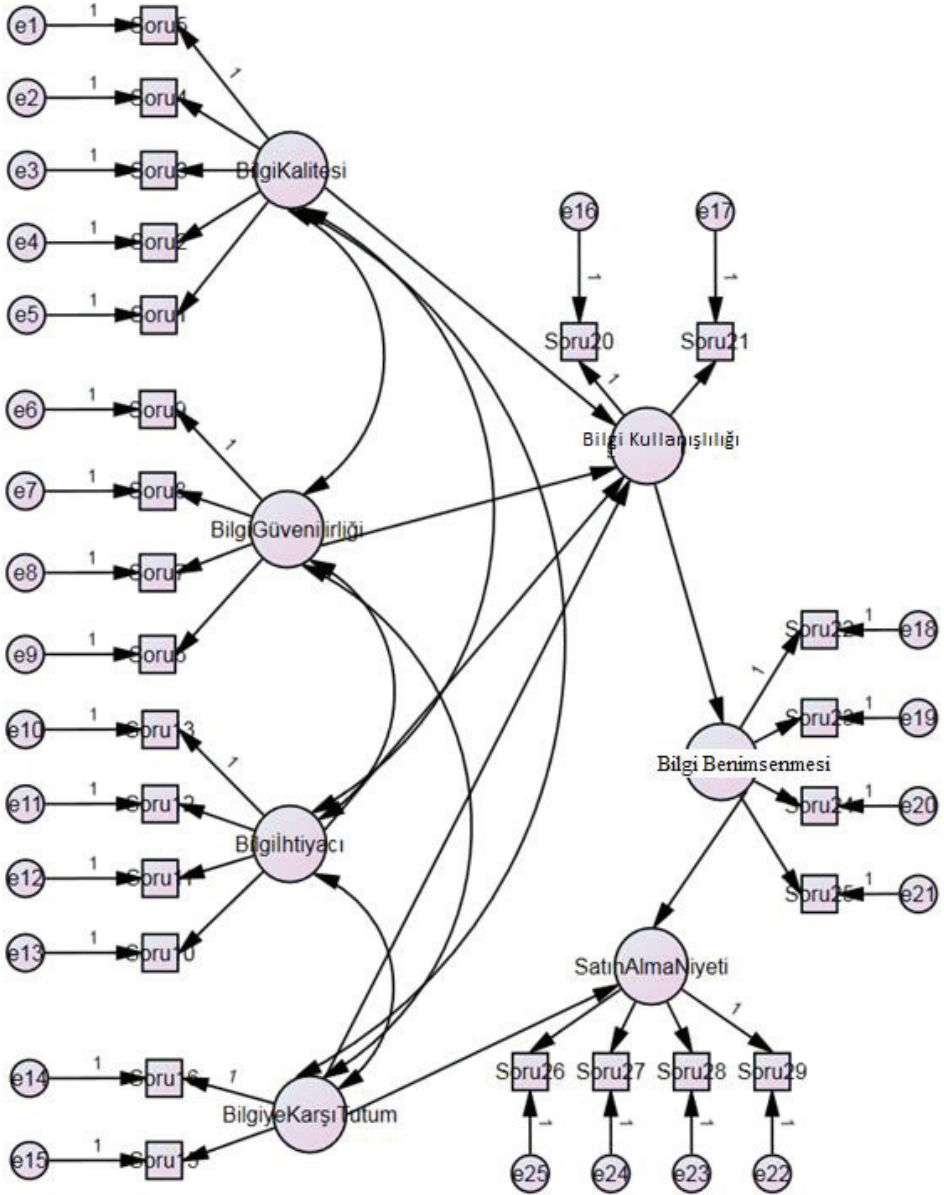 e1 1 Soru5
1
e2 1 Soru4
e3 1 Soru3
BilgiKalitesi
e4 1 Soru2
e5 1 Soru1
e16 e17
1 1
Soru20 Soru21
1
Bilgi Kullanışlılığı
e6 1 Soru9
1
e7 1 Soru8
BilgiGüvenilirliği
e8 1 Soru7
e9 1
e10 1 Soru13
1
e11 1 Soru12
Bilgiİhtiyacı
e12 1 Soru11
e13 1 Soru10
Soru22 1 e18
1
Soru23 1 e19
Bilgi Benimsenmesi
Soru24 1 e20
Soru25 1 e21
SatınAlmaNiyeti
1
Soru26 Soru27 Soru28 Soru29
1 1 1 1
e25 e24 e23 e22
e14 1 Soru16
1
BilgiyeKarşıTutum
e15 1 Soru15